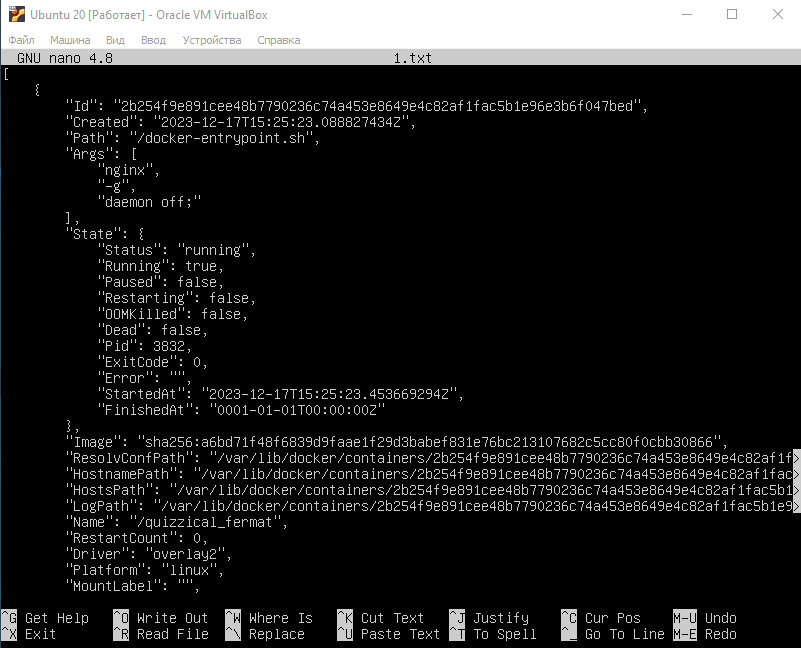 Ubuntu 20 [Работает] - Oracle VM VirtualBox
Файл Машина Вид Ввод Устройства Справка
GNU nano 4.8 1.txt
[
    {
        "Id": "2b254f9e891cee48b7790236c74a453e8649e4c82af1fac5b1e96e3b6f047bed",
        "Created": "2023-12-17T15:25:23.088827434Z",
        "Path": "/docker-entrypoint.sh",
        "Args": [
            "nginx",
            "-g",
            "daemon off;"
        ],
        "State": {
            "Status": "running",
            "Running": true,
            "Paused": false,
            "Restarting": false,
            "OOMKilled": false,
            "Dead": false,
            "Pid": 3832,
            "ExitCode": 0,
            "Error": "",
            "StartedAt": "2023-12-17T15:25:23.453669294Z",
            "FinishedAt": "0001-01-01T00:00:00Z"
        },
        "Image": "sha256:a6bd71f48f6839d9faae1f29d3babef831e76bc213107682c5cc80f0cbb30866",
        "ResolvConfPath": "/var/lib/docker/containers/2b254f9e891cee48b7790236c74a453e8649e4c82af1f>
        "HostnamePath": "/var/lib/docker/containers/2b254f9e891cee48b7790236c74a453e8649e4c82af1fac>
        "HostsPath": "/var/lib/docker/containers/2b254f9e891cee48b7790236c74a453e8649e4c82af1fac5b1>
        "LogPath": "/var/lib/docker/containers/2b254f9e891cee48b7790236c74a453e8649e4c82af1fac5b1e9>
        "Name": "/quizzical_fermat",
        "RestartCount": 0,
        "Driver": "overlay2",
        "Platform": "linux",
        "MountLabel": "",
^G Get Help ^O Write Out ^W Where Is ^K Cut Text ^J Justify ^C Cur Pos M-U Undo
^X Exit ^R Read File ^\ Replace ^U Paste Text ^T To Spell ^_ Go To Line M-E Redo